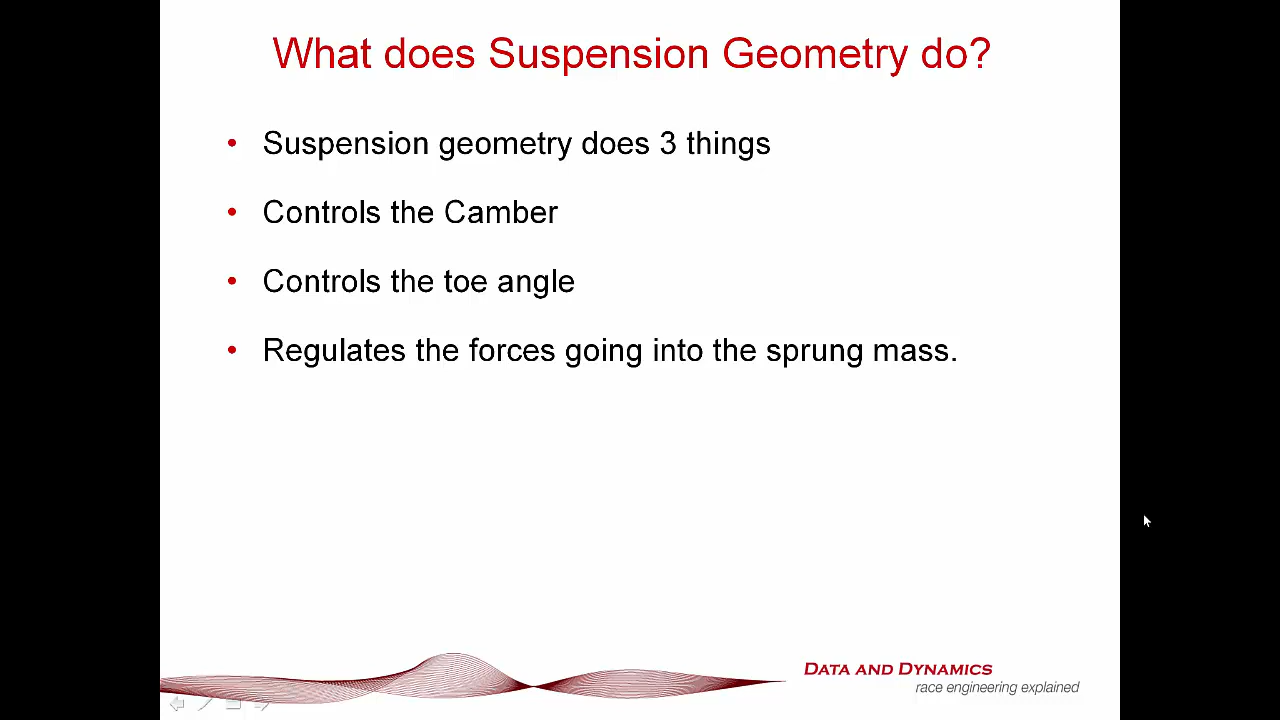 What does Suspension Geometry do?
• Suspension geometry does 3 things
• Controls the Camber
• Controls the toe angle
• Regulates the forces going into the sprung mass.
DATA AND DYNAMICS
race engineering explained